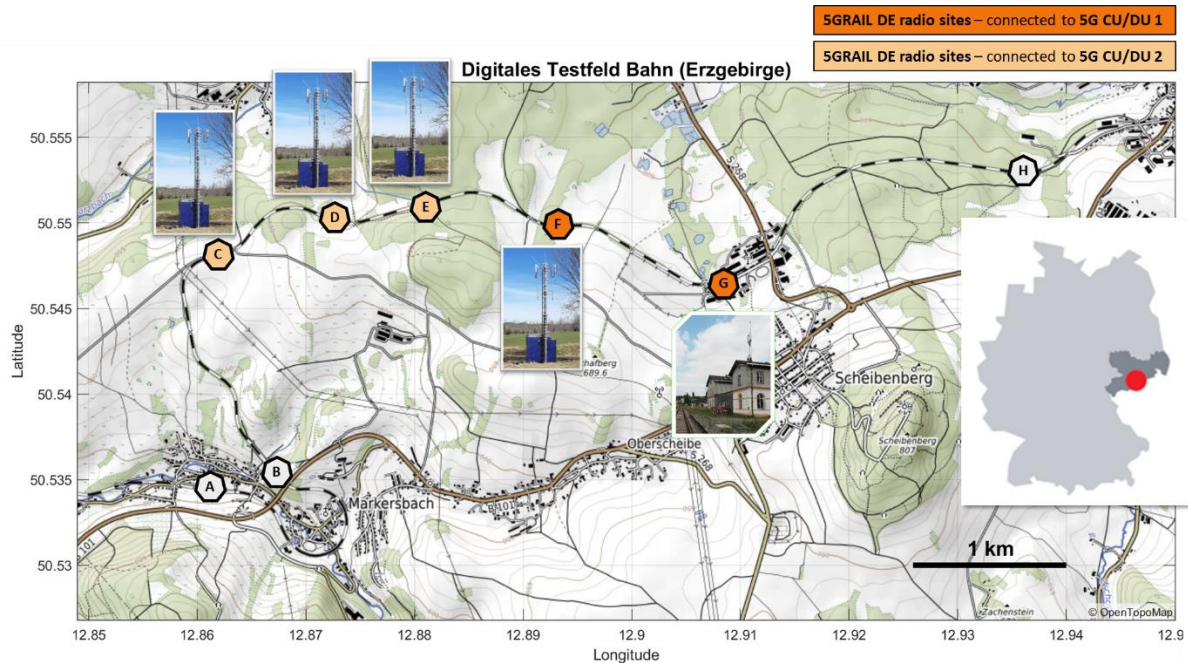 5GRAIL DE radio sites – connected to 5G CU/DU 1
5GRAIL DE radio sites – connected to 5G CU/DU 2
Digitales Testfeld Bahn (Erzgebirge)
50.555
50.55
50.545
50.54
50.535
50.53
Latitude
C
D
E
F
G
H
S 268
hafberg
689.6
Scheibenberg
Scheibenberg
807
Oberscheibe
S 268
A
B
Markersbach
B 101
B 101
1 km
Zachenstein
© OpenTopoMap
12.85
12.86
12.87
12.88
12.89
12.9
12.91
12.92
12.93
12.94
12.9
Longitude